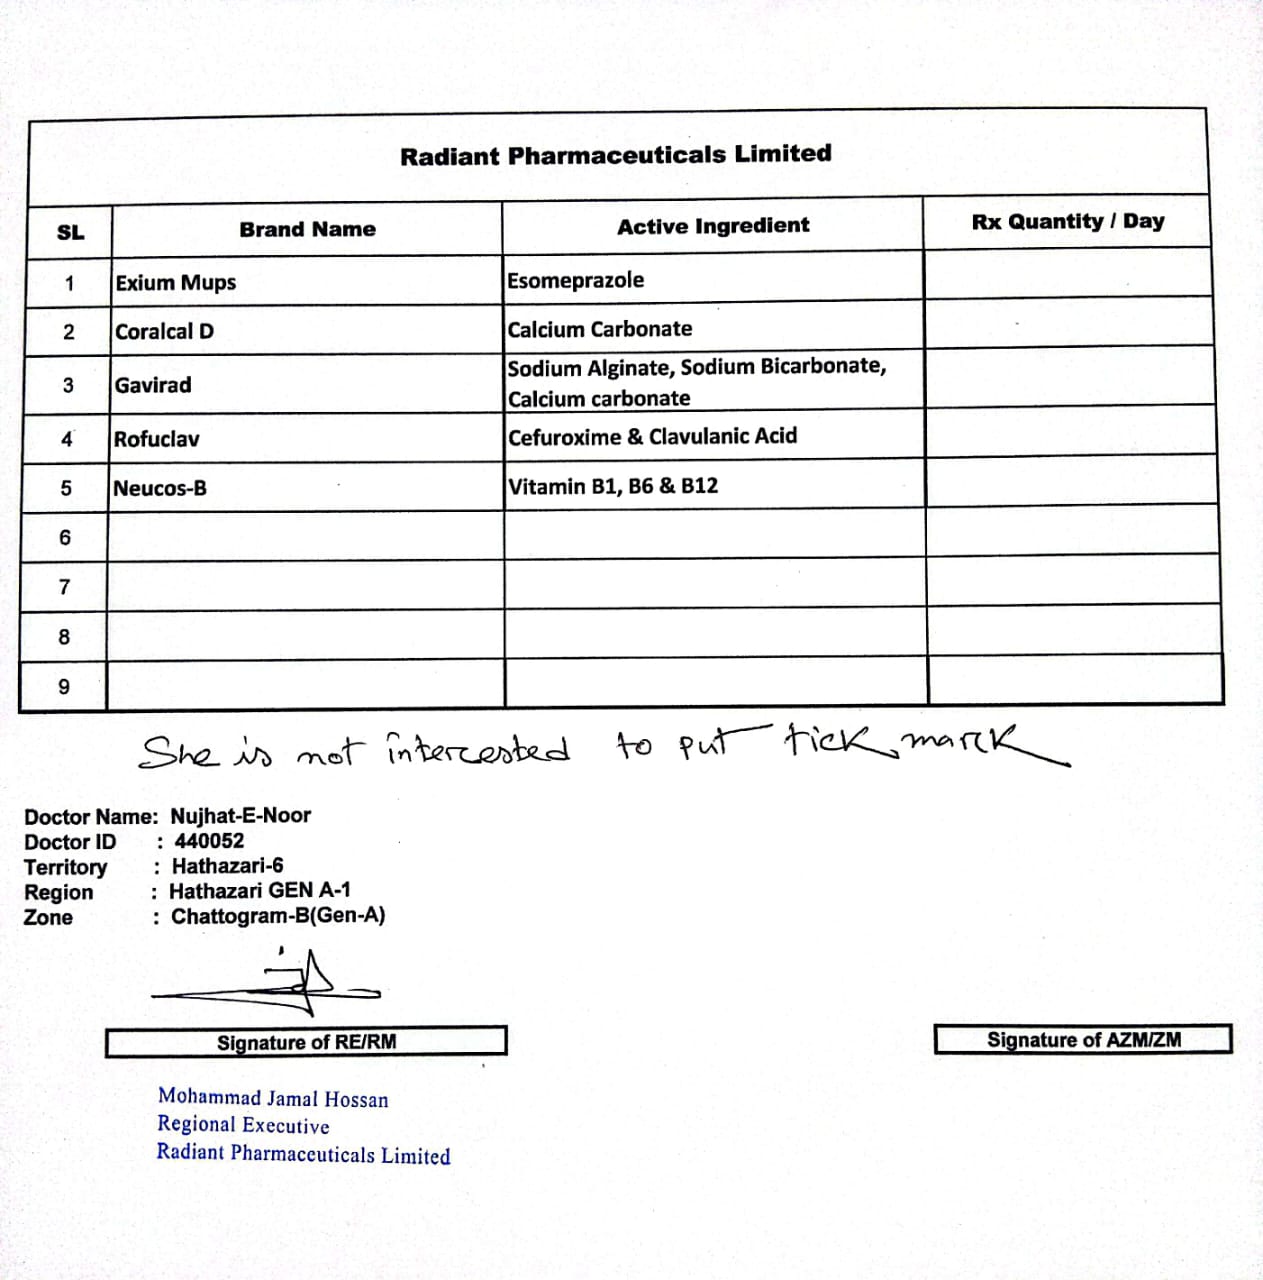 Radiant Pharmaceuticals Limited
SL Brand Name Active Ingredient Rx Quantity / Day
1 Exium Mups Esomeprazole
2 Coralcal D Calcium Carbonate
3 Gavirad Sodium Alginate, Sodium Bicarbonate,
Calcium carbonate
4 Rofuclav Cefuroxime & Clavulanic Acid
5 Neucos-B Vitamin B1, B6 & B12
6
7
8
9
She is not interested to put tick mark
Doctor Name: Nujhat-E-Noor
Doctor ID : 440052
Territory : Hathazari-6
Region : Hathazari GEN A-1
Zone : Chattogram-B(Gen-A)
Signature of RE/RM Signature of AZM/ZM
Mohammad Jamal Hossan
Regional Executive
Radiant Pharmaceuticals Limited